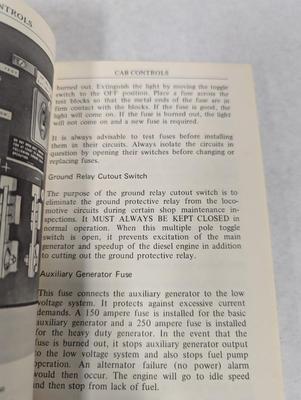 CONTROLS
CAB CONTROLS
burned out. Extinguish the light by moving the toggle
switch to the OFF position. Place a fuse across the
test blocks so that the metal ends of the fuse are in
firm contact with the blocks. If the fuse is good, the
light will come on. If the fuse is burned out, the light
will not come on and a new fuse is required.
It is always advisable to test fuses before installing
them in their circuits. Always isolate the circuits in
question by opening their switches before changing or
replacing fuses.
Ground Relay Cutout Switch
The purpose of the ground relay cutout switch is to
eliminate the ground protective relay from the loco-
motive circuits during certain shop maintenance in-
spections. It MUST ALWAYS BE KEPT CLOSED in
normal operation. When this multiple pole toggle
switch is open, it prevents excitation of the main
generator and speedup of the diesel engine in addition
to cutting out the ground protective relay.
Auxiliary Generator Fuse
This fuse connects the auxiliary generator to the low
voltage system. It protects against excessive current
demands. A 150 ampere fuse is installed for the basic
auxiliary generator and a 250 ampere fuse is installed
for the heavy duty generator. In the event that the
fuse is burned out, it stops auxiliary generator output
to the low voltage system and also stops fuel pump
operation. An alternator failure (no power) alarm
would then occur. The engine will go to idle speed
and then stop from lack of fuel.